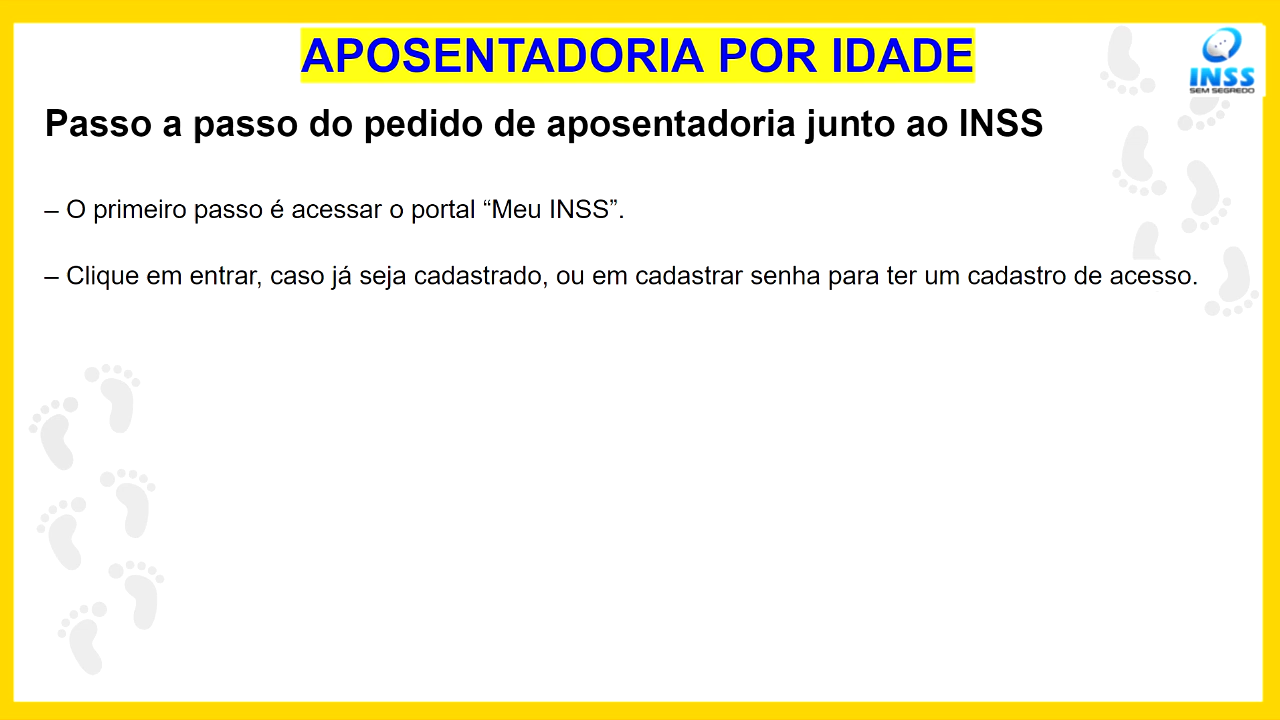 APOSENTADORIA POR IDADE
INSS
SEM SEGREDO
Passo a passo do pedido de aposentadoria junto ao INSS
– O primeiro passo é acessar o portal “Meu INSS”.
– Clique em entrar, caso já seja cadastrado, ou em cadastrar senha para ter um cadastro de acesso.